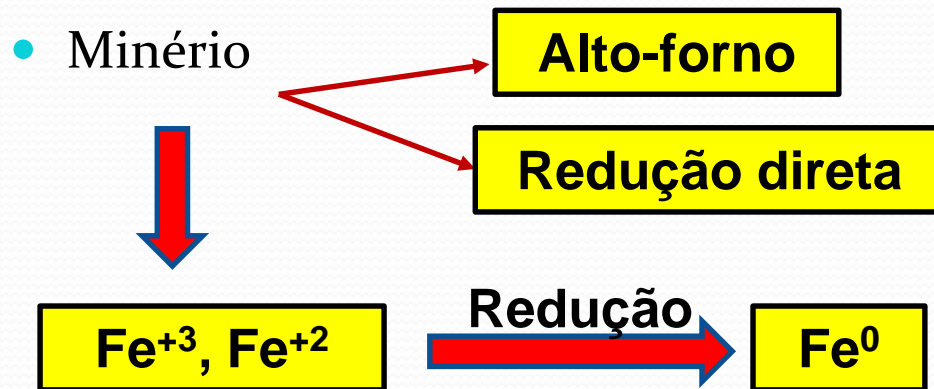 • Minério
Alto-forno
Redução direta
Redução
Fe⁺³, Fe⁺²
Fe⁰